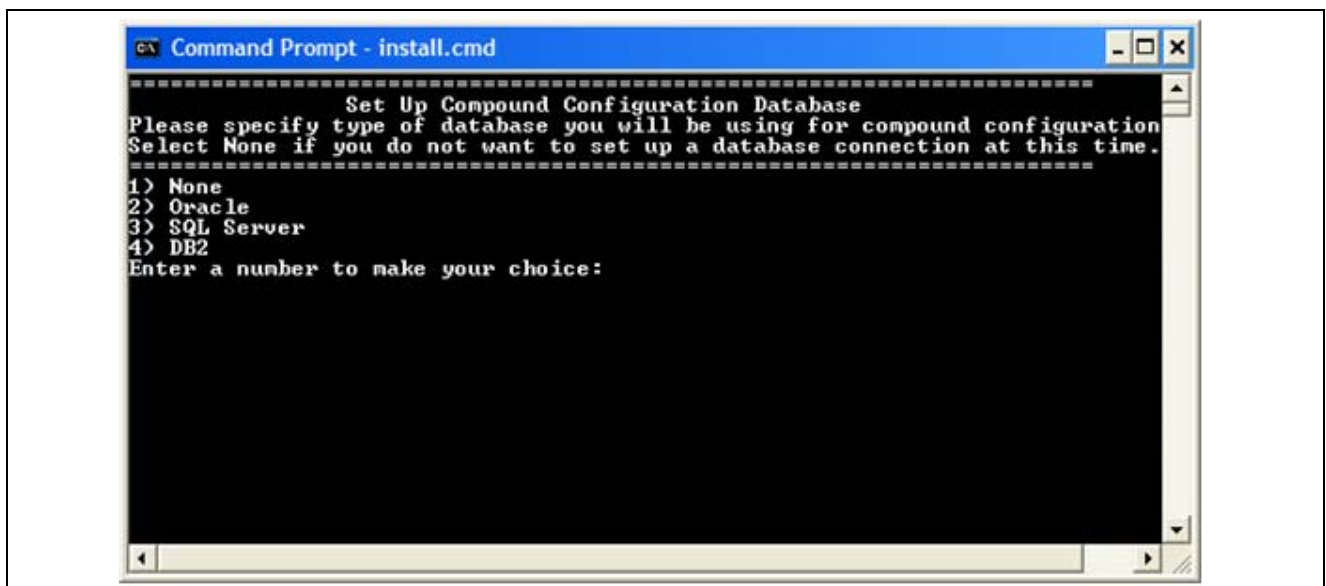 Command Prompt - install.cmd
================================================================================
Set Up Compound Configuration Database
Please specify type of database you will be using for compound configuration
Select None if you do not want to set up a database connection at this time.
================================================================================
1) None
2) Oracle
3) SQL Server
4) DB2
Enter a number to make your choice: